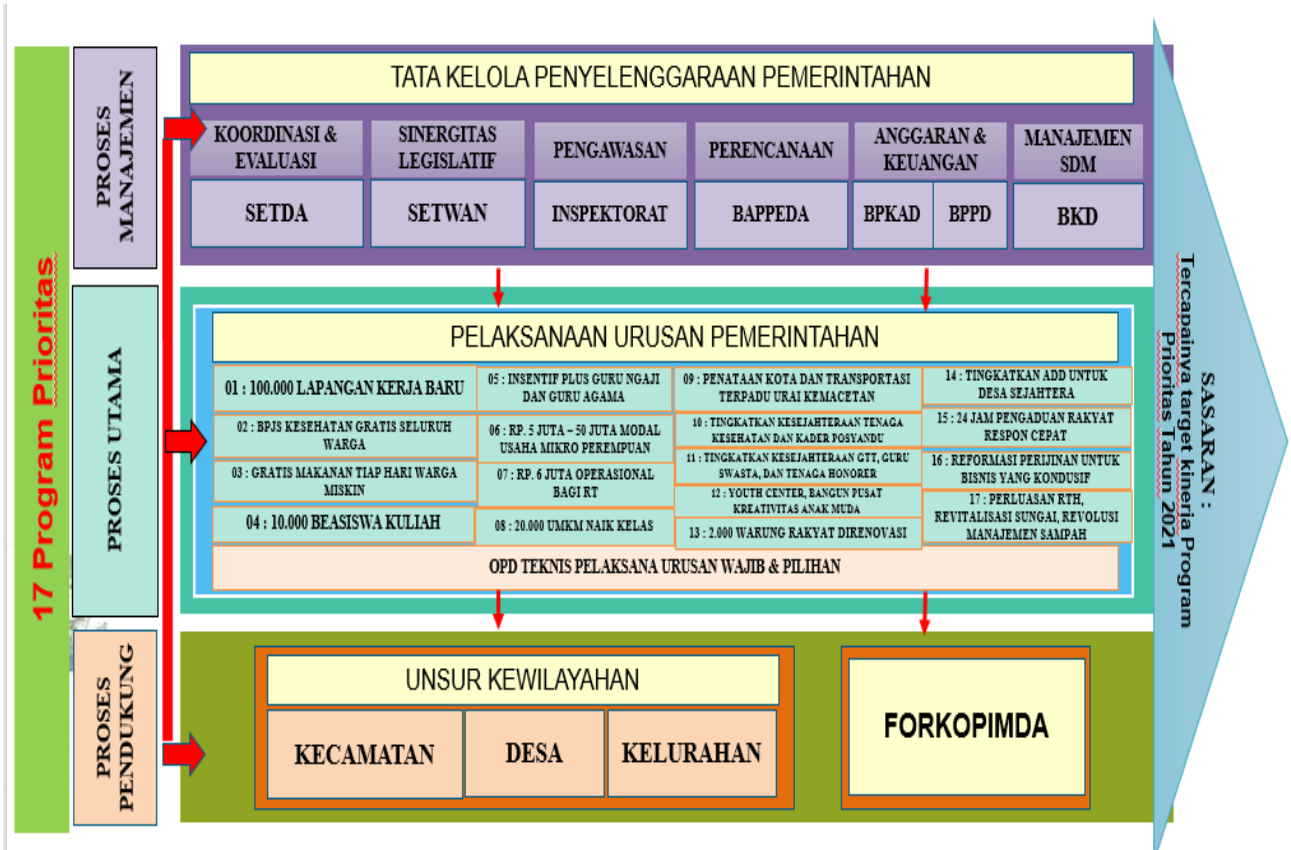 17 Program Prioritas
PROSES
MANAJEMEN
TATA KELOLA PENYELENGGARAAN PEMERINTAHAN
KOORDINASI &
EVALUASI
SETDA
SINERGITAS
LEGISLATIF
SETWAN
PENGAWASAN
INSPEKTORAT
PERENCANAAN
BAPPEDA
ANGGARAN &
KEUANGAN
BPKAD
BPPD
MANAJEMEN
SDM
BKD
PROSES UTAMA
PELAKSANAAN URUSAN PEMERINTAHAN
01 : 100.000 LAPANGAN KERJA BARU
02 : BPJS KESEHATAN GRATIS SELURUH
WARGA
03 : GRATIS MAKANAN TIAP HARI WARGA
MISKIN
04 : 10.000 BEASISWA KULIAH
05 : INSENTIF PLUS GURU NGAJI
DAN GURU AGAMA
06 : RP. 5 JUTA – 50 JUTA MODAL
USAHA MIKRO PEREMPUAN
07 : RP. 6 JUTA OPERASIONAL
BAGI RT
08 : 20.000 UMKM NAIK KELAS
09 : PENATAAN KOTA DAN TRANSPORTASI
TERPADU URAI KEMACETAN
10 : TINGKATKAN KESEJAHTERAAN TENAGA
KESEHATAN DAN KADER POSYANDU
11 : TINGKATKAN KESEJAHTERAAN GTT, GURU
SWASTA, DAN TENAGA HONORER
12 : YOUTH CENTER, BANGUN PUSAT
KREATIVITAS ANAK MUDA
13 : 2.000 WARUNG RAKYAT DIRENOVASI
14 : TINGKATKAN ADD UNTUK
DESA SEJAHTERA
15 : 24 JAM PENGADUAN RAKYAT
RESPON CEPAT
16 : REFORMASI PERIJINAN UNTUK
BISNIS YANG KONDUSIF
17 : PERLUASAN RTH,
REVITALISASI SUNGAI, REVOLUSI
MANAJEMEN SAMPAH
OPD TEKNIS PELAKSANA URUSAN WAJIB & PILIHAN
PROSES
PENDUKUNG
UNSUR KEWILAYAHAN
KECAMATAN
DESA
KELURAHAN
FORKOPIMDA
SASARAN :
Tercapainya target kinerja Program
Prioritas Tahun 2021